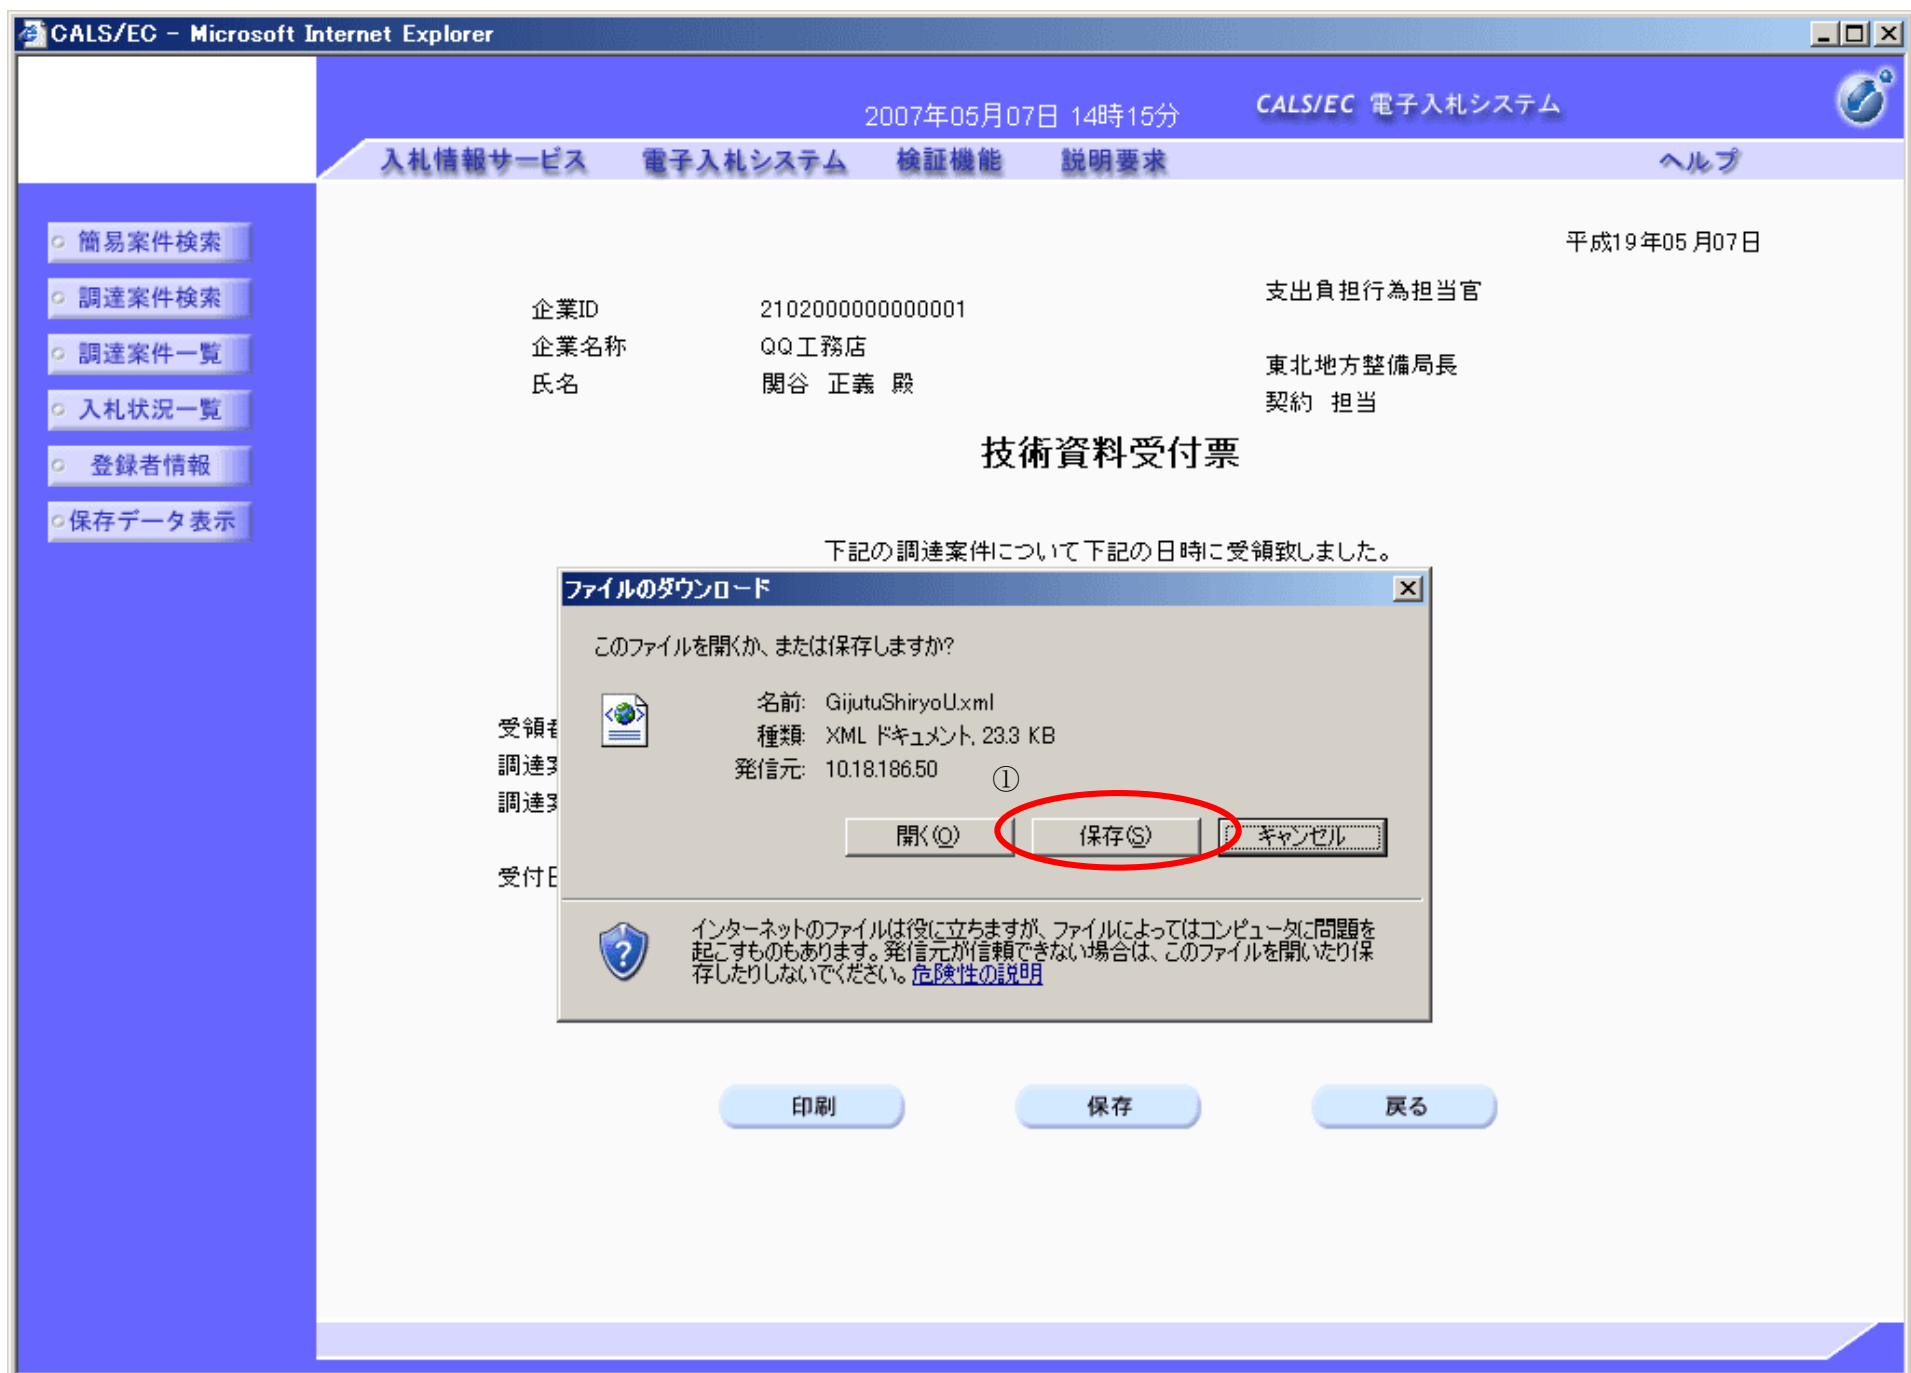 CALS/EC - Microsoft Internet Explorer
2007年05月07日 14時15分
CALS/EC 電子入札システム
入札情報サービス 電子入札システム 検証機能 説明要求 ヘルプ
簡易案件検索
調達案件検索
調達案件一覧
入札状況一覧
登録者情報
保存データ表示
平成19年05月07日
支出負担行為担当官
企業ID 2102000000000001
企業名称 QQ工務店
東北地方整備局長
氏名 関谷 正義 殿
契約 担当
技術資料受付票
下記の調達案件について下記の日時に受領致しました。
ファイルのダウンロード
このファイルを開くか、または保存しますか?
名前: GijutuShiryoU.xml
種類: XML ドキュメント, 23.3 KB
発信元: 10.18.186.50
①
開く(O) 保存(S) キャンセル
受領
調達
調達
受付
インターネットのファイルは役に立ちますが、ファイルによってはコンピュータに問題を
起こすものもあります。発信元が信頼できない場合は、このファイルを開いたり保
存したりしないでください。危険性の説明
印刷 保存 戻る